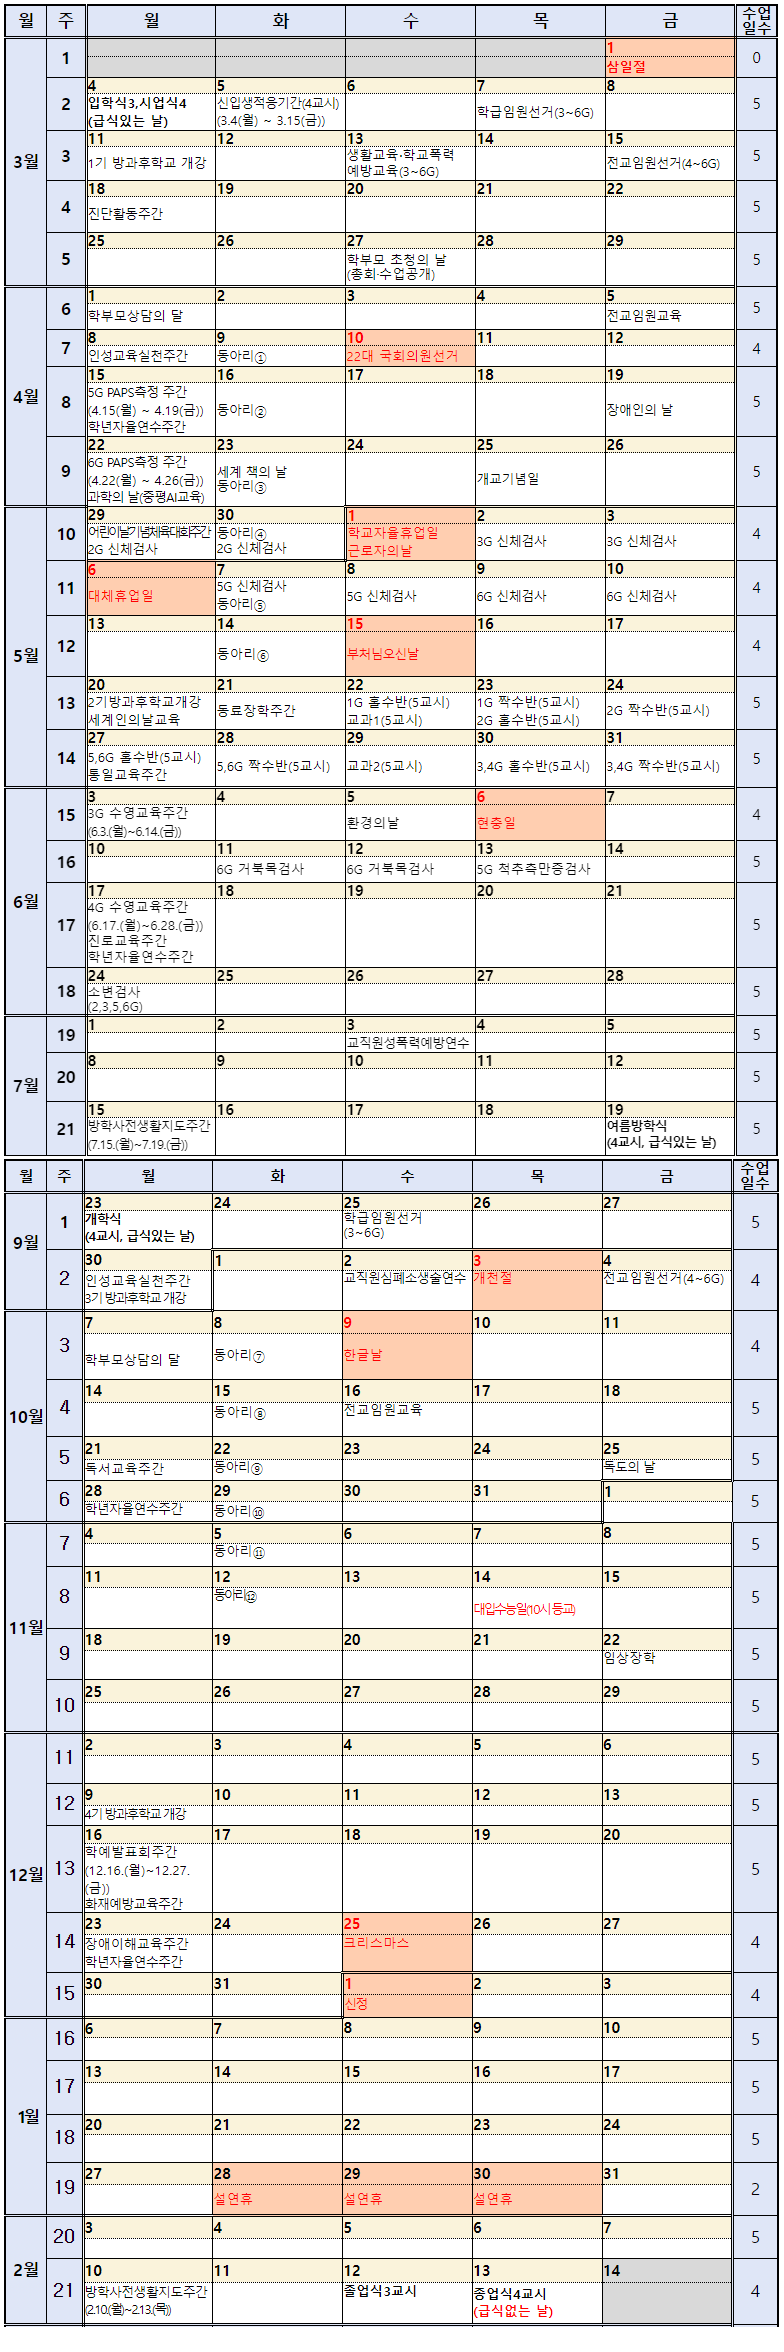 월 주 월 화 수 목 금 수업
일수
3월
1 1 0
삼일절
2 4 5 6 7 8 5
입학식3,시업식4
(급식있는 날)
신입생적응기간(4교시)
(3.4(월) ~ 3.15(금))
학급임원선거(3~6G)
3 11 12 13 14 15 5
1기 방과후학교 개강
생활교육·학교폭력
예방교육(3~6G)
전교임원선거(4~6G)
4 18 19 20 21 22 5
진단활동주간
5 25 26 27 28 29 5
학부모 초청의 날
(총회·수업공개)
4월
6 1 2 3 4 5 5
학부모상담의 달
전교임원교육
7 8 9 10 11 12 4
인성교육실천주간
동아리①
22대 국회의원선거
8 15 16 17 18 19 5
5G PAPS측정 주간
(4.15(월) ~ 4.19(금))
학년자율연수주간
동아리②
장애인의 날
9 22 23 24 25 26 5
6G PAPS측정 주간
(4.22(월) ~ 4.26(금))
과학의 날(중평AI교육)
세계 책의 날
동아리③
개교기념일
5월
10 29 30 1 2 3 4
어린이날기념체육대회주간
2G 신체검사
동아리④
2G 신체검사
학교자율휴업일
근로자의날
3G 신체검사
3G 신체검사
11 6 7 8 9 10 4
대체휴업일
5G 신체검사
동아리⑤
5G 신체검사
6G 신체검사
6G 신체검사
12 13 14 15 16 17 4
동아리⑥
부처님오신날
13 20 21 22 23 24 5
2기방과후학교개강
세계인의날교육
동료장학주간
1G 홀수반(5교시)
교과1(5교시)
1G 짝수반(5교시)
2G 홀수반(5교시)
2G 짝수반(5교시)
14 27 28 29 30 31 5
5,6G 홀수반(5교시)
통일교육주간
5,6G 짝수반(5교시)
교과2(5교시)
3,4G 홀수반(5교시)
3,4G 짝수반(5교시)
6월
15 3 4 5 6 7 4
3G 수영교육주간
(6.3.(월)~6.14.(금))
환경의날
현충일
16 10 11 12 13 14 5
6G 거북목검사
6G 거북목검사
5G 척추측만증검사
17 17 18 19 20 21 5
4G 수영교육주간
(6.17.(월)~6.28.(금))
진로교육주간
학년자율연수주간
18 24 25 26 27 28 5
소변검사
(2,3,5,6G)
7월
19 1 2 3 4 5 5
교직원성폭력예방연수
20 8 9 10 11 12 5
21 15 16 17 18 19 5
방학사전생활지도주간
(7.15.(월)~7.19.(금))
여름방학식
(4교시, 급식있는 날)
월 주 월 화 수 목 금 수업
일수
9월
1 23 24 25 26 27 5
개학식
(4교시, 급식있는 날)
학급임원선거
(3~6G)
2 30 1 2 3 4 4
인성교육실천주간
3기 방과후학교 개강
교직원심폐소생술연수
개천절
전교임원선거(4~6G)
10월
3 7 8 9 10 11 4
학부모상담의 달
동아리⑦
한글날
4 14 15 16 17 18 5
동아리⑧
전교임원교육
5 21 22 23 24 25 5
독서교육주간
동아리⑨
독도의 날
6 28 29 30 31 1 5
학년자율연수주간
동아리⑩
11월
7 4 5 6 7 8 5
동아리⑪
8 11 12 13 14 15 5
동아리⑫
대입수능일(10시 등교)
9 18 19 20 21 22 5
임상장학
10 25 26 27 28 29 5
12월
11 2 3 4 5 6 5
12 9 10 11 12 13 5
4기 방과후학교 개강
13 16 17 18 19 20 5
학예발표회주간
(12.16.(월)~12.27.
(금))
화재예방교육주간
14 23 24 25 26 27 4
장애이해교육주간
학년자율연수주간
크리스마스
15 30 31 1 2 3 4
신정
1월
16 6 7 8 9 10 5
17 13 14 15 16 17 5
18 20 21 22 23 24 5
19 27 28 29 30 31 2
설연휴
설연휴
설연휴
2월
20 3 4 5 6 7 5
21 10 11 12 13 14 4
방학사전생활지도주간
(2.10.(월)~2.13.(목))
졸업식3교시
종업식4교시
(급식없는 날)